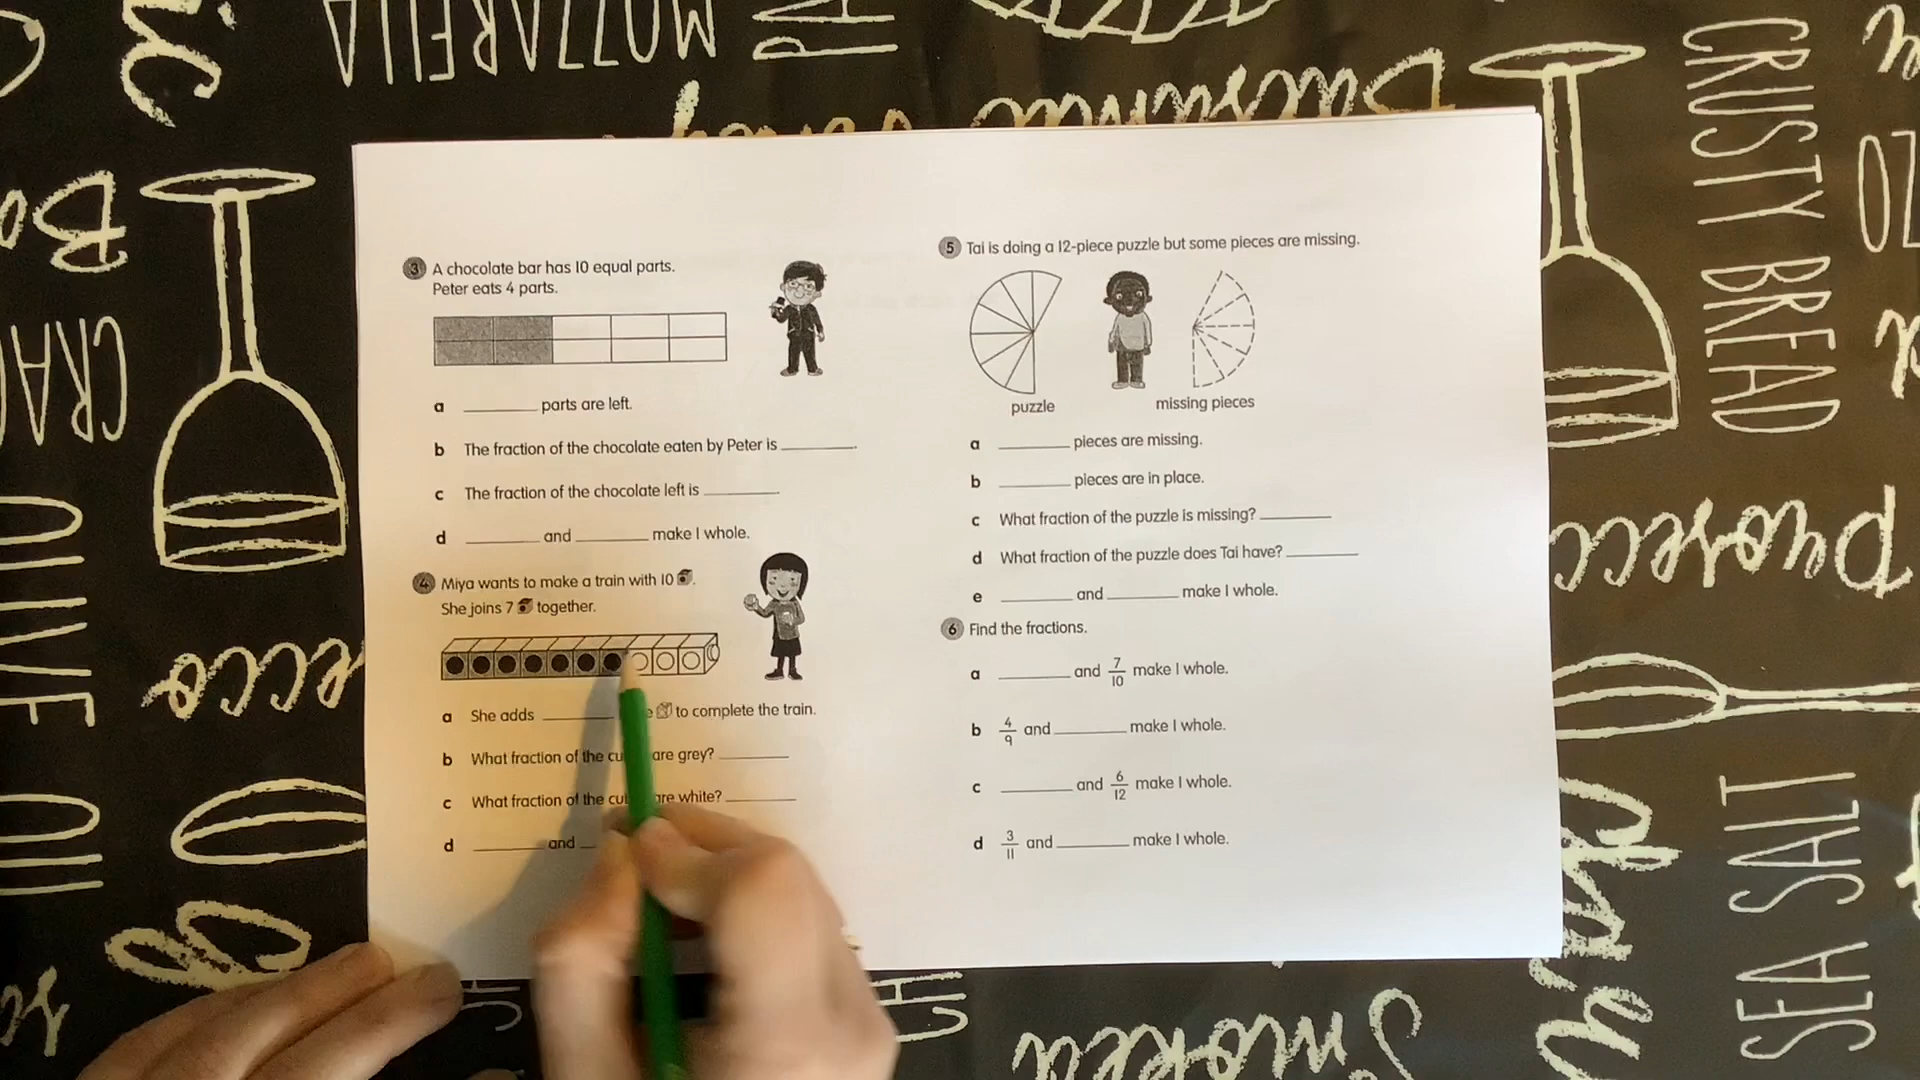 MOZZARELLA
CRUSTY BREAD
prosecco
SEA SALT
OLIVE OIL
Smoked
3 A chocolate bar has 10 equal parts.
Peter eats 4 parts.
a ______ parts are left.
b The fraction of the chocolate eaten by Peter is ______.
c The fraction of the chocolate left is ______.
d ______ and ______ make 1 whole.
4 Miya wants to make a train with 10 .
She joins 7 together.
a She adds ______ to complete the train.
b What fraction of the are grey? ______
c What fraction of the are white? ______
d ______ and
5 Tai is doing a 12-piece puzzle but some pieces are missing.
puzzle missing pieces
a ______ pieces are missing.
b ______ pieces are in place.
c What fraction of the puzzle is missing? ______
d What fraction of the puzzle does Tai have? ______
e ______ and ______ make 1 whole.
6 Find the fractions.
a ______ and 7/10 make 1 whole.
b 4/9 and ______ make 1 whole.
c ______ and 6/12 make 1 whole.
d 3/11 and ______ make 1 whole.